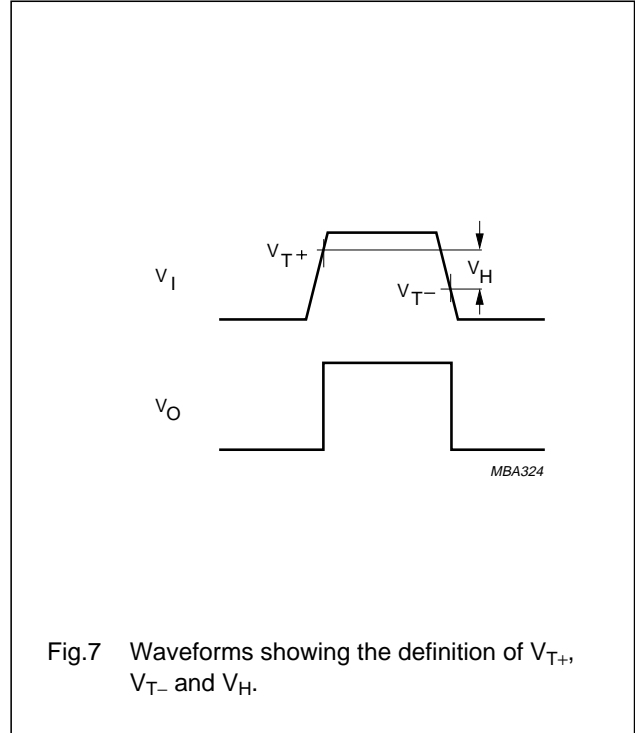 V_T+
V_I
V_H
V_T−
V_O
MBA324
Fig.7 Waveforms showing the definition of V_T+,
V_T− and V_H.